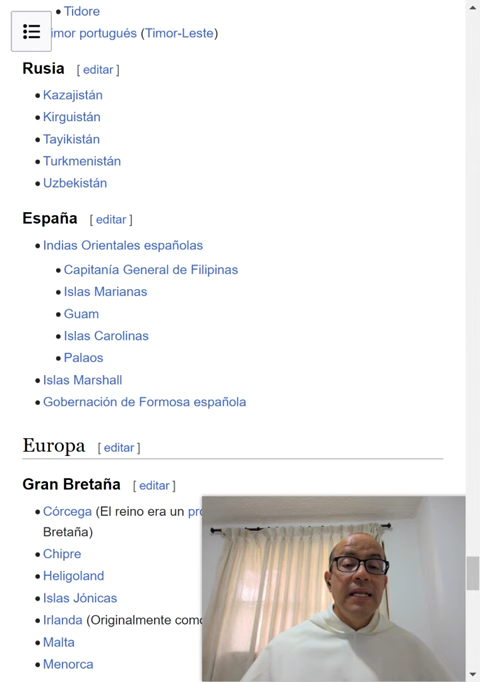 Tidore
imor portugués (Timor-Leste)
Rusia [ editar ]
Kazajistán
Kirguistán
Tayikistán
Turkmenistán
Uzbekistán
España [ editar ]
Indias Orientales españolas
Capitanía General de Filipinas
Islas Marianas
Guam
Islas Carolinas
Palaos
Islas Marshall
Gobernación de Formosa española
Europa [ editar ]
Gran Bretaña [ editar ]
Córcega (El reino era un pro
Bretaña)
Chipre
Heligoland
Islas Jónicas
Irlanda (Originalmente como
Malta
Menorca